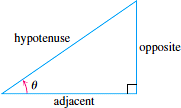 hypotenuse
opposite
θ
adjacent